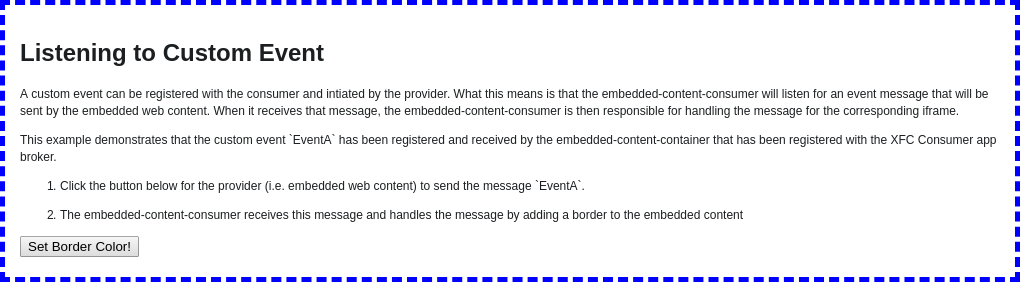 Listening to Custom Event
A custom event can be registered with the consumer and intiated by the provider. What this means is that the embedded-content-consumer will listen for an event message that will be
sent by the embedded web content. When it receives that message, the embedded-content-consumer is then responsible for handling the message for the corresponding iframe.
This example demonstrates that the custom event `EventA` has been registered and received by the embedded-content-container that has been registered with the XFC Consumer app
broker.
1. Click the button below for the provider (i.e. embedded web content) to send the message `EventA`.
2. The embedded-content-consumer receives this message and handles the message by adding a border to the embedded content
Set Border Color!